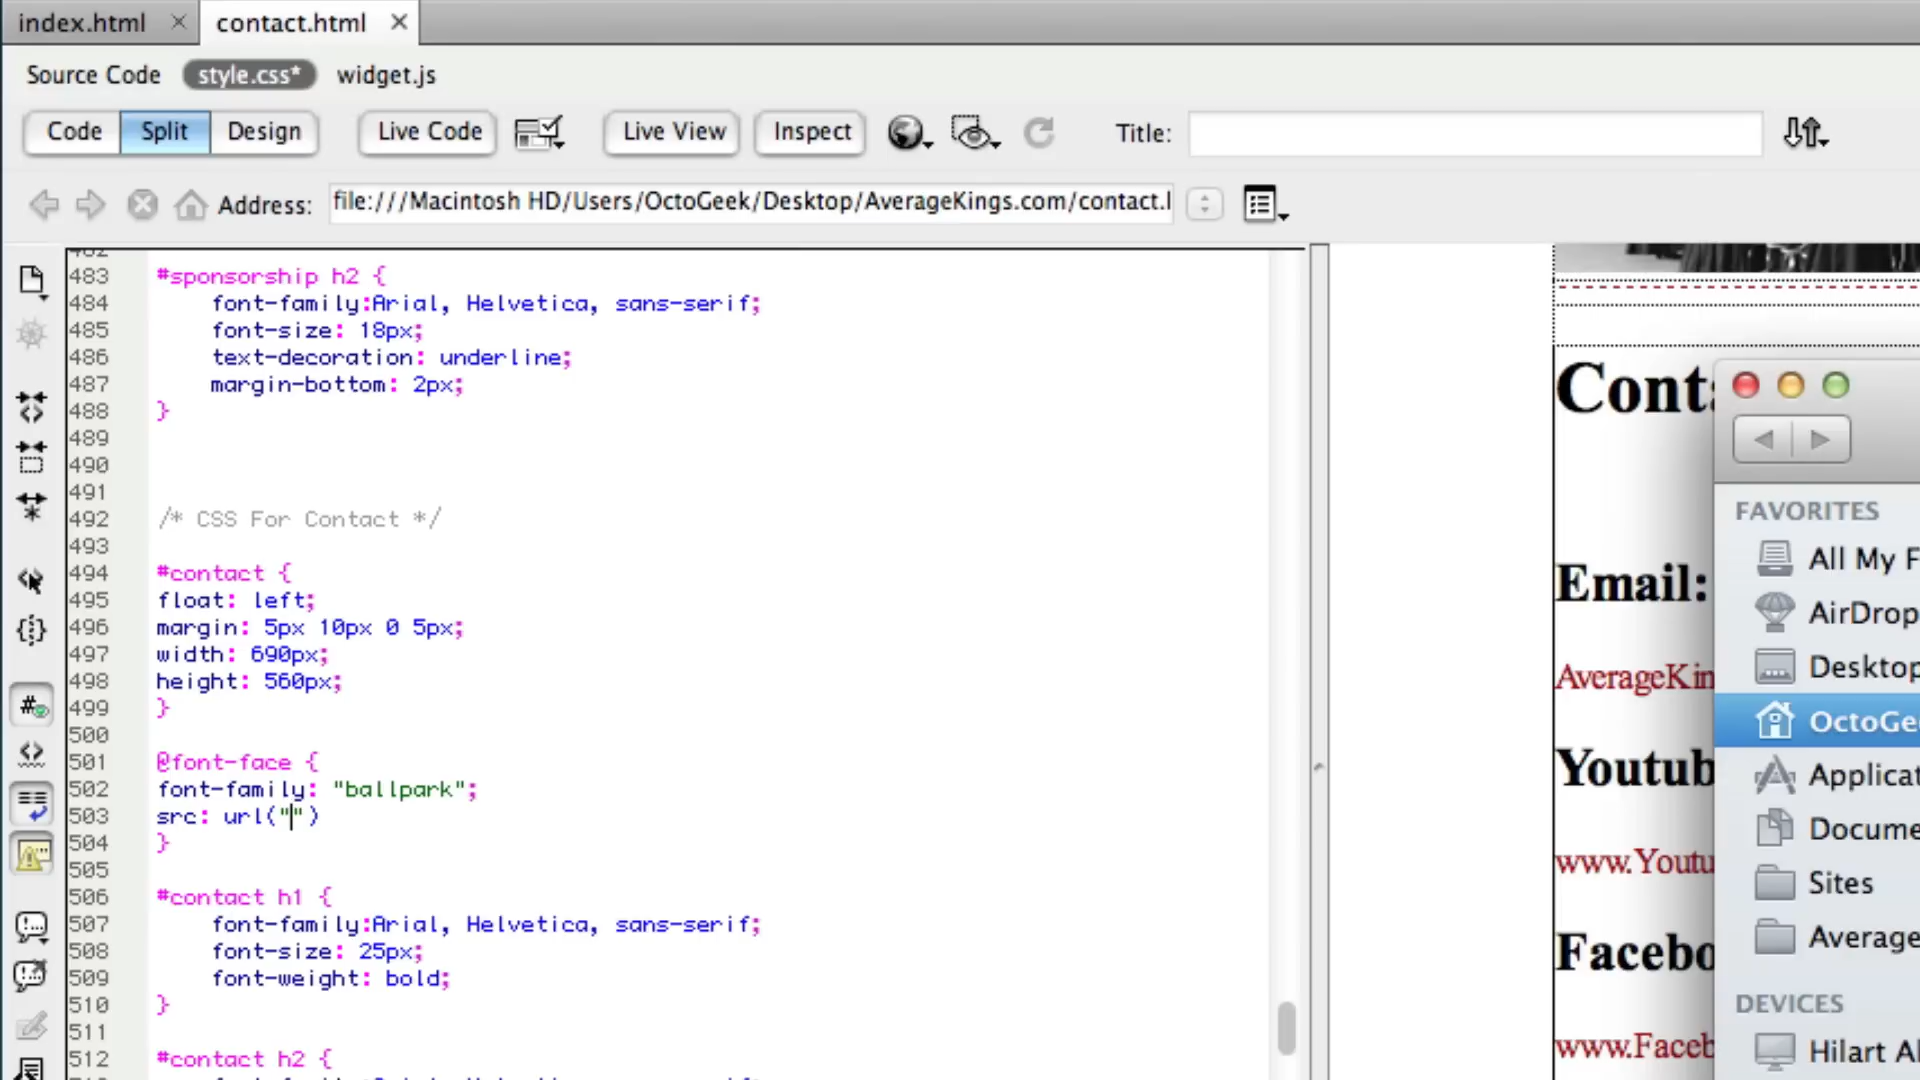 index.html
contact.html
Source Code style.css* widget.js
Code Split Design Live Code Live View Inspect Title:
Address: file:///Macintosh HD/Users/OctoGeek/Desktop/AverageKings.com/contact.
483 #sponsorship h2 {
484 font-family:Arial, Helvetica, sans-serif;
485 font-size: 18px;
486 text-decoration: underline;
487 margin-bottom: 2px;
488 }
489
490
491
492 /* CSS For Contact */
493
494 #contact {
495 float: left;
496 margin: 5px 10px 0 5px;
497 width: 690px;
498 height: 560px;
499 }
500
501 @font-face {
502 font-family: "ballpark";
503 src: url("")
504 }
505
506 #contact h1 {
507 font-family:Arial, Helvetica, sans-serif;
508 font-size: 25px;
509 font-weight: bold;
510 }
511
512 #contact h2 {
Conta
Email:
AverageKin
Youtub
www.Youtu
Facebo
www.Faceb
FAVORITES
All My F
AirDrop
Desktop
OctoGe
Applicat
Docume
Sites
Average
DEVICES
Hilart Al